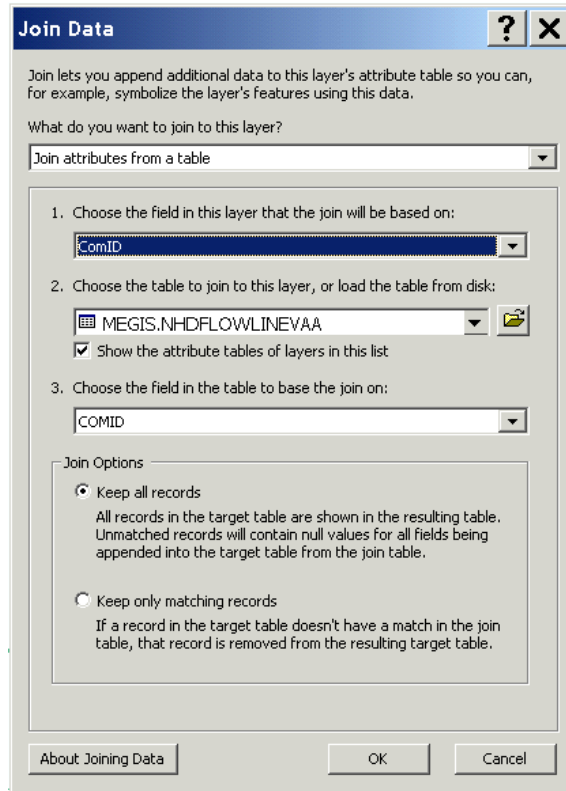 Join Data
Join lets you append additional data to this layer's attribute table so you can,
for example, symbolize the layer's features using this data.
What do you want to join to this layer?
Join attributes from a table
1. Choose the field in this layer that the join will be based on:
ComID
2. Choose the table to join to this layer, or load the table from disk:
MEGIS.NHDFLOWLINEVAA
Show the attribute tables of layers in this list
3. Choose the field in the table to base the join on:
COMID
Join Options
Keep all records
All records in the target table are shown in the resulting table.
Unmatched records will contain null values for all fields being
appended into the target table from the join table.
Keep only matching records
If a record in the target table doesn't have a match in the join
table, that record is removed from the resulting target table.
About Joining Data OK Cancel